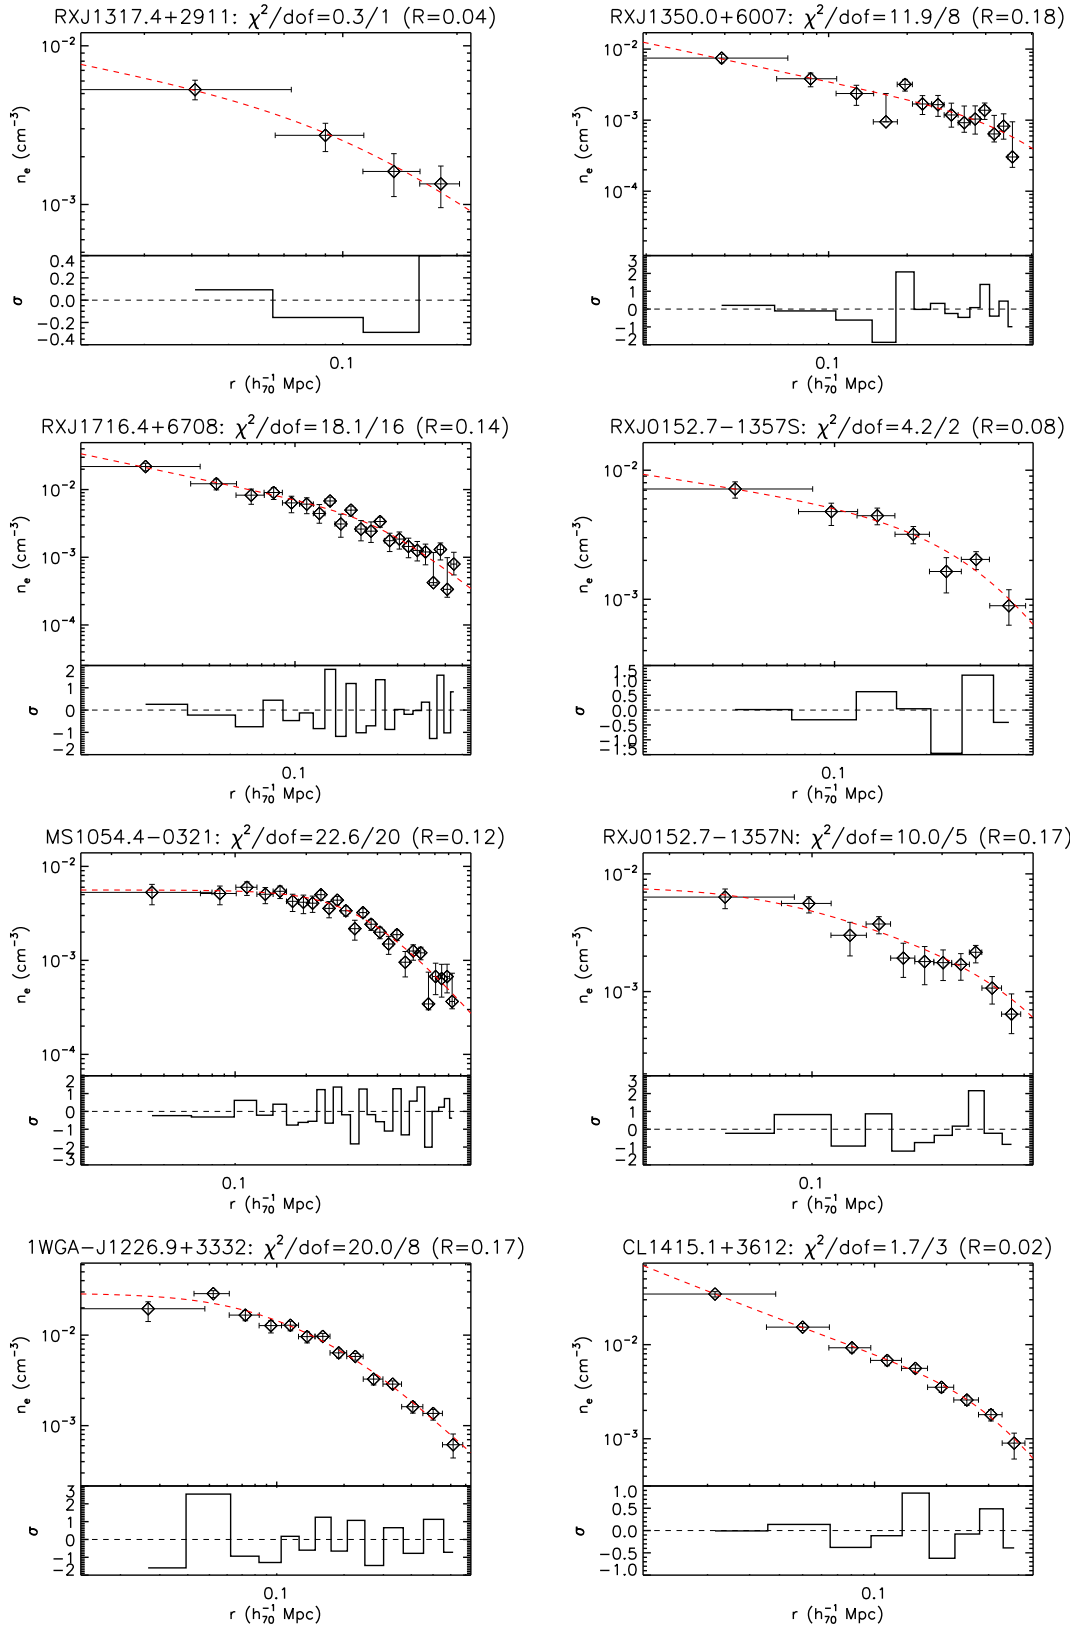 RXJ1317.4+2911: χ²/dof=0.3/1 (R=0.04)
10⁻²
10⁻³
nₑ (cm⁻³)
0.4
0.2
0.0
−0.2
−0.4
σ
0.1
r (h₇₀⁻¹ Mpc)
RXJ1350.0+6007: χ²/dof=11.9/8 (R=0.18)
10⁻²
10⁻³
10⁻⁴
nₑ (cm⁻³)
3
2
1
0
−1
−2
σ
0.1
r (h₇₀⁻¹ Mpc)
RXJ1716.4+6708: χ²/dof=18.1/16 (R=0.14)
10⁻²
10⁻³
10⁻⁴
nₑ (cm⁻³)
2
1
0
−1
−2
σ
0.1
r (h₇₀⁻¹ Mpc)
RXJ0152.7−1357S: χ²/dof=4.2/2 (R=0.08)
10⁻²
10⁻³
nₑ (cm⁻³)
1.5
1.0
0.5
0.0
−0.5
−1.0
−1.5
σ
0.1
r (h₇₀⁻¹ Mpc)
MS1054.4−0321: χ²/dof=22.6/20 (R=0.12)
10⁻²
10⁻³
10⁻⁴
nₑ (cm⁻³)
2
1
0
−1
−2
−3
σ
0.1
r (h₇₀⁻¹ Mpc)
RXJ0152.7−1357N: χ²/dof=10.0/5 (R=0.17)
10⁻²
10⁻³
nₑ (cm⁻³)
3
2
1
0
−1
−2
σ
0.1
r (h₇₀⁻¹ Mpc)
1WGA−J1226.9+3332: χ²/dof=20.0/8 (R=0.17)
10⁻²
10⁻³
nₑ (cm⁻³)
3
2
1
0
−1
−2
σ
0.1
r (h₇₀⁻¹ Mpc)
CL1415.1+3612: χ²/dof=1.7/3 (R=0.02)
10⁻²
10⁻³
nₑ (cm⁻³)
1.0
0.5
0.0
−0.5
−1.0
σ
0.1
r (h₇₀⁻¹ Mpc)